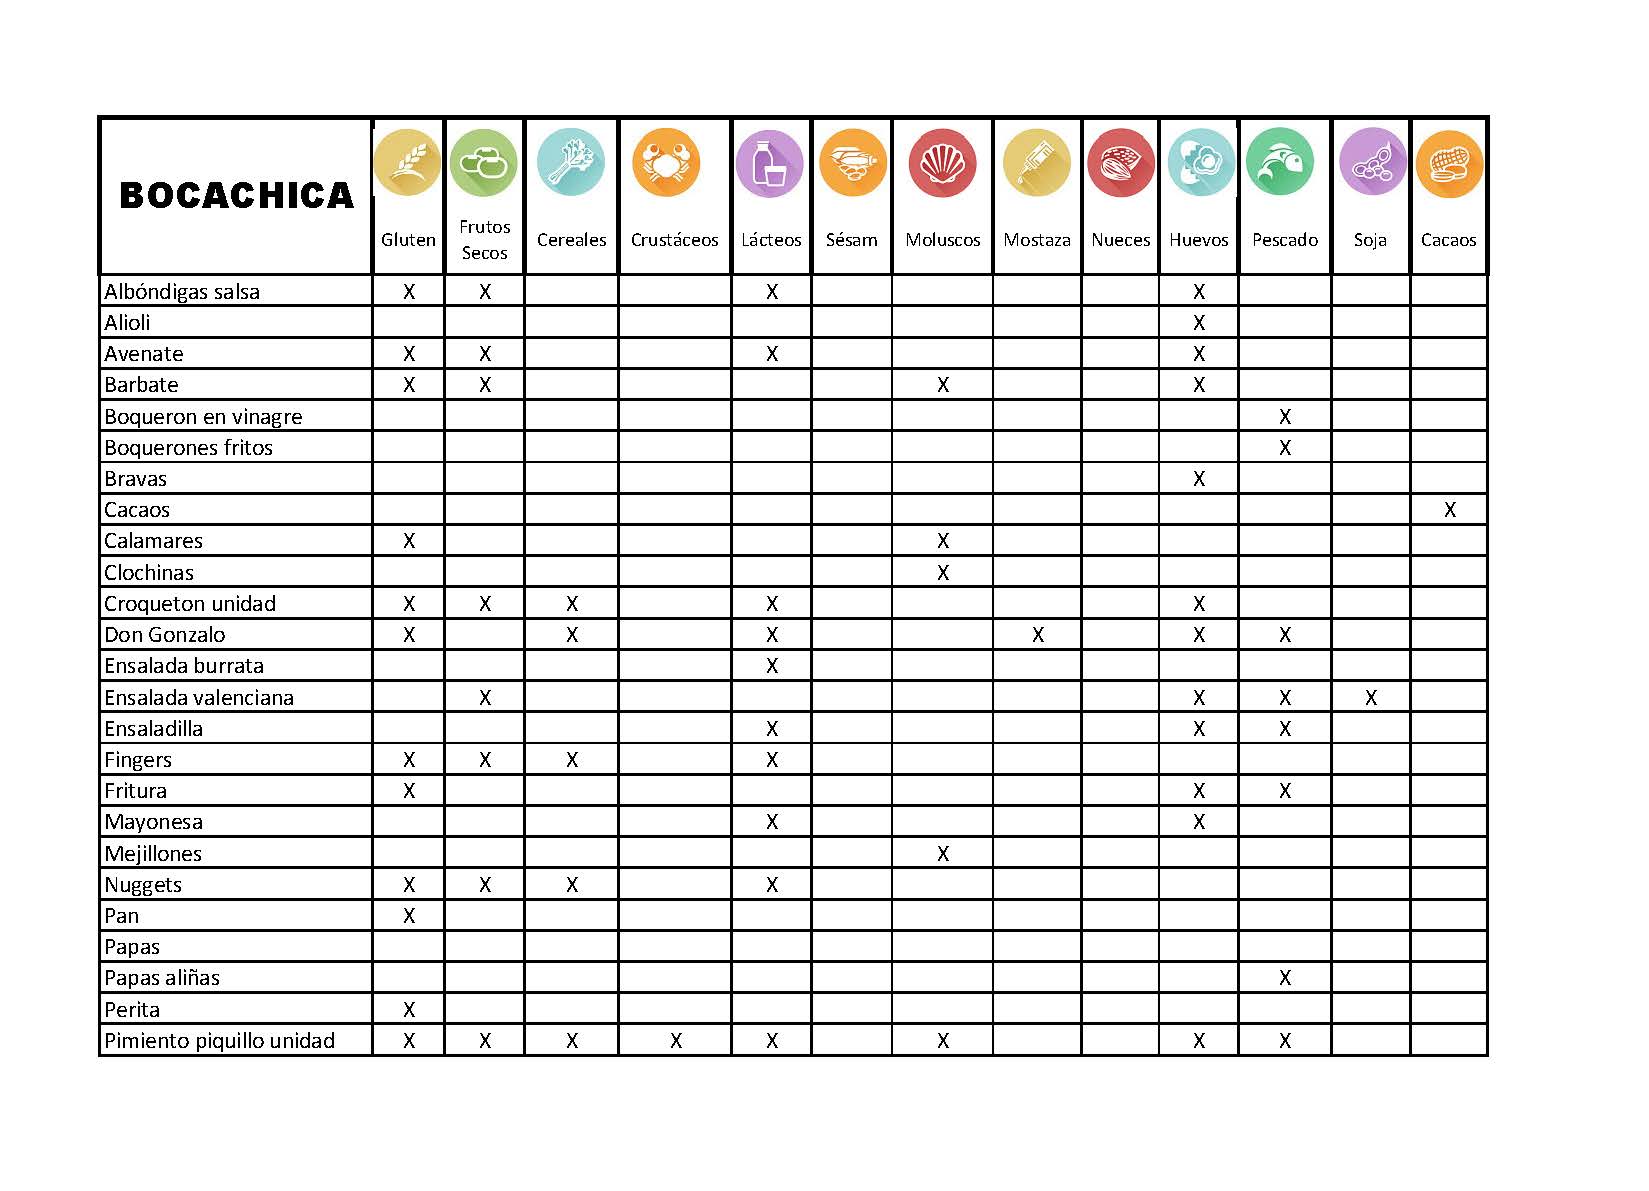 BOCACHICA
Gluten Frutos Secos Cereales Crustáceos Lácteos Sésam Moluscos Mostaza Nueces Huevos Pescado Soja Cacaos
Albóndigas salsa X X X X
Alioli X
Avenate X X X X
Barbate X X X X
Boqueron en vinagre X
Boquerones fritos X
Bravas X
Cacaos X
Calamares X X
Clochinas X
Croqueton unidad X X X X X
Don Gonzalo X X X X X X
Ensalada burrata X
Ensalada valenciana X X X X
Ensaladilla X X X
Fingers X X X X
Fritura X X X
Mayonesa X X
Mejillones X
Nuggets X X X X
Pan X
Papas
Papas aliñas X
Perita X
Pimiento piquillo unidad X X X X X X X X